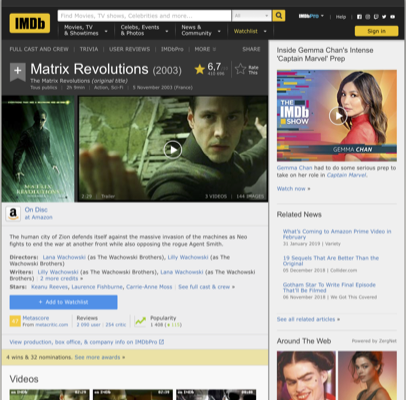 IMDb
Find Movies, TV shows, Celebrities and more...
All
IMDbPro
Help
Movies, TV
& Showtimes
Celebs, Events
& Photos
News &
Community
Watchlist
Sign in
FULL CAST AND CREW | TRIVIA | USER REVIEWS | IMDbPro | MORE
SHARE
Matrix Revolutions (2003)
The Matrix Revolutions (original title)
Tous publics | 2h 9min | Action, Sci-Fi | 5 November 2003 (France)
6,7
Rate
This
MATRIX
REVOLUTIONS
Trailer
3 VIDEOS | 144 IMAGES
On Disc
at Amazon
The human city of Zion defends itself against the massive invasion of the machines as Neo
fights to end the war at another front while also opposing the rogue Agent Smith.
Directors: Lana Wachowski (as The Wachowski Brothers), Lilly Wachowski (as The
Wachowski Brothers)
Writers: Lilly Wachowski (as The Wachowski Brothers), Lana Wachowski (as The Wachowski
Brothers) | 2 more credits »
Stars: Keanu Reeves, Laurence Fishburne, Carrie-Anne Moss | See full cast & crew »
+ Add to Watchlist
47
Metascore
From metacritic.com
Reviews
Popularity
View production, box office, & company info on IMDbPro
4 wins & 32 nominations. See more awards »
Videos
Inside Gemma Chan's Intense
'Captain Marvel' Prep
THE
IMDb
SHOW
GEMMA CHAN
Gemma Chan had to do some serious prep to
take on her role in Captain Marvel.
Watch now »
Related News
What's Coming to Amazon Prime Video in
February
31 January 2019 | Variety
19 Sequels That Are Better Than the
Original
05 December 2018 | Collider.com
Gotham Star To Write Final Episode
That'll Be Filmed
06 November 2018 | We Got This Covered
See all related articles »
Around The Web
Powered by ZergNet